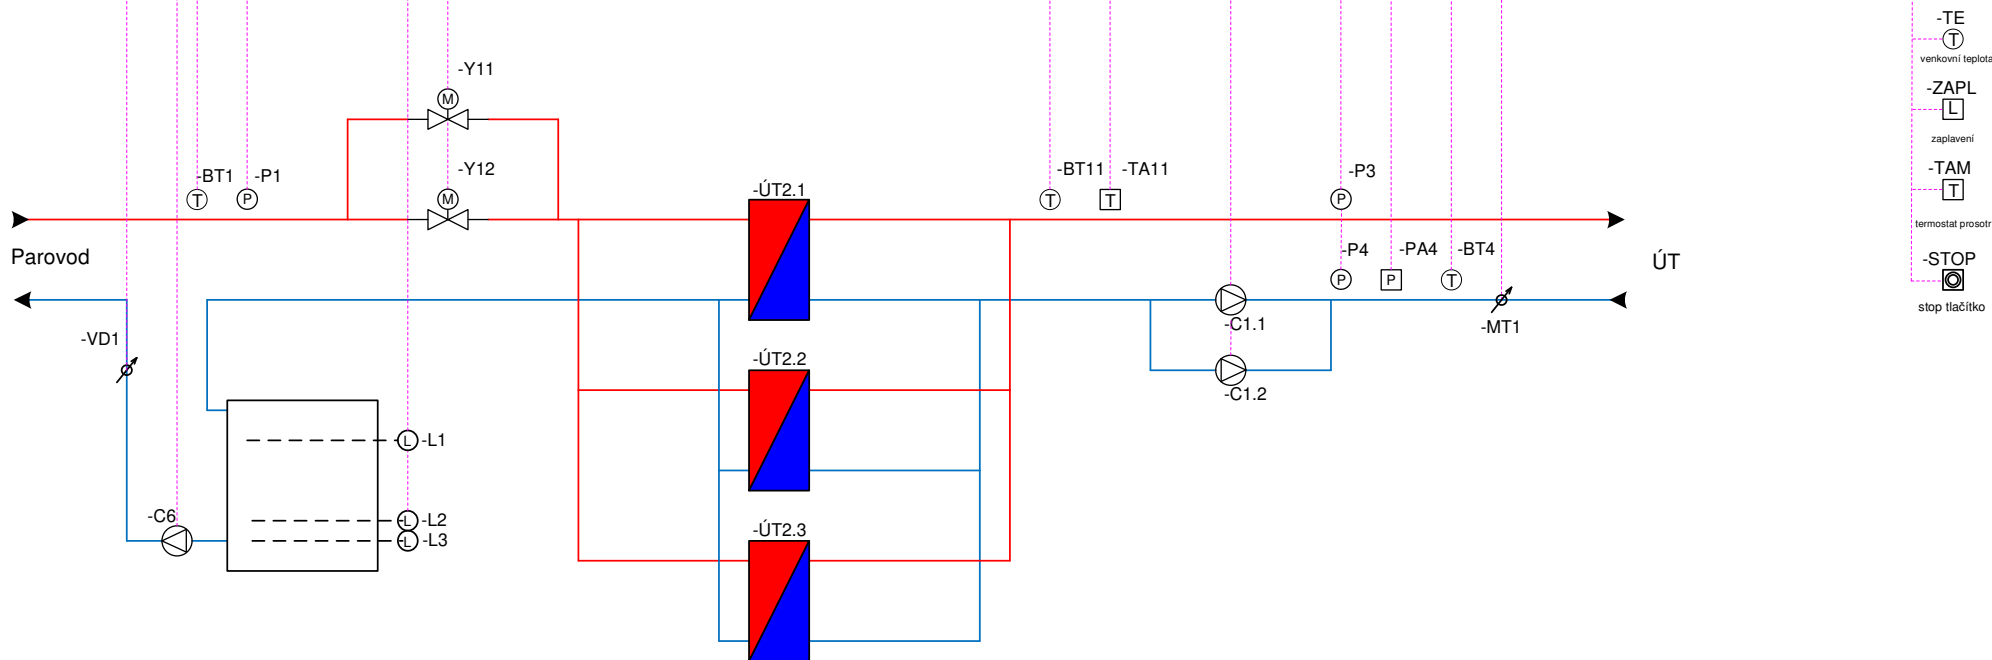 -TE
T
venkovní teplota
-Y11
M
-ZAPL
L
zaplavení
-BT1
T
-P1
P
-Y12
M
-ÚT2.1
-BT11
T
-TA11
T
-P3
P
-TAM
T
termostat prosotr
Parovod
-P4
P
-PA4
P
-BT4
T
ÚT
-STOP
stop tlačítko
-VD1
-C1.1
-MT1
-ÚT2.2
-C1.2
L
-L1
-C6
L
-L2
L
-L3
-ÚT2.3